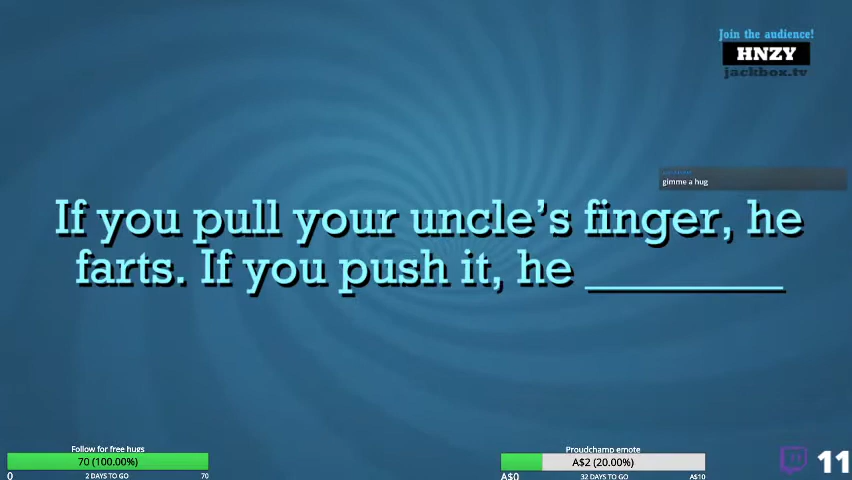 Join the audience!
HNZY
jackbox.tv
gimme a hug
If you pull your uncle's finger, he
farts. If you push it, he __________
Follow for free hugs
70 (100.00%)
0 2 DAYS TO GO 70
Proudchamp emote
A$2 (20.00%)
A$0 32 DAYS TO GO A$10
11